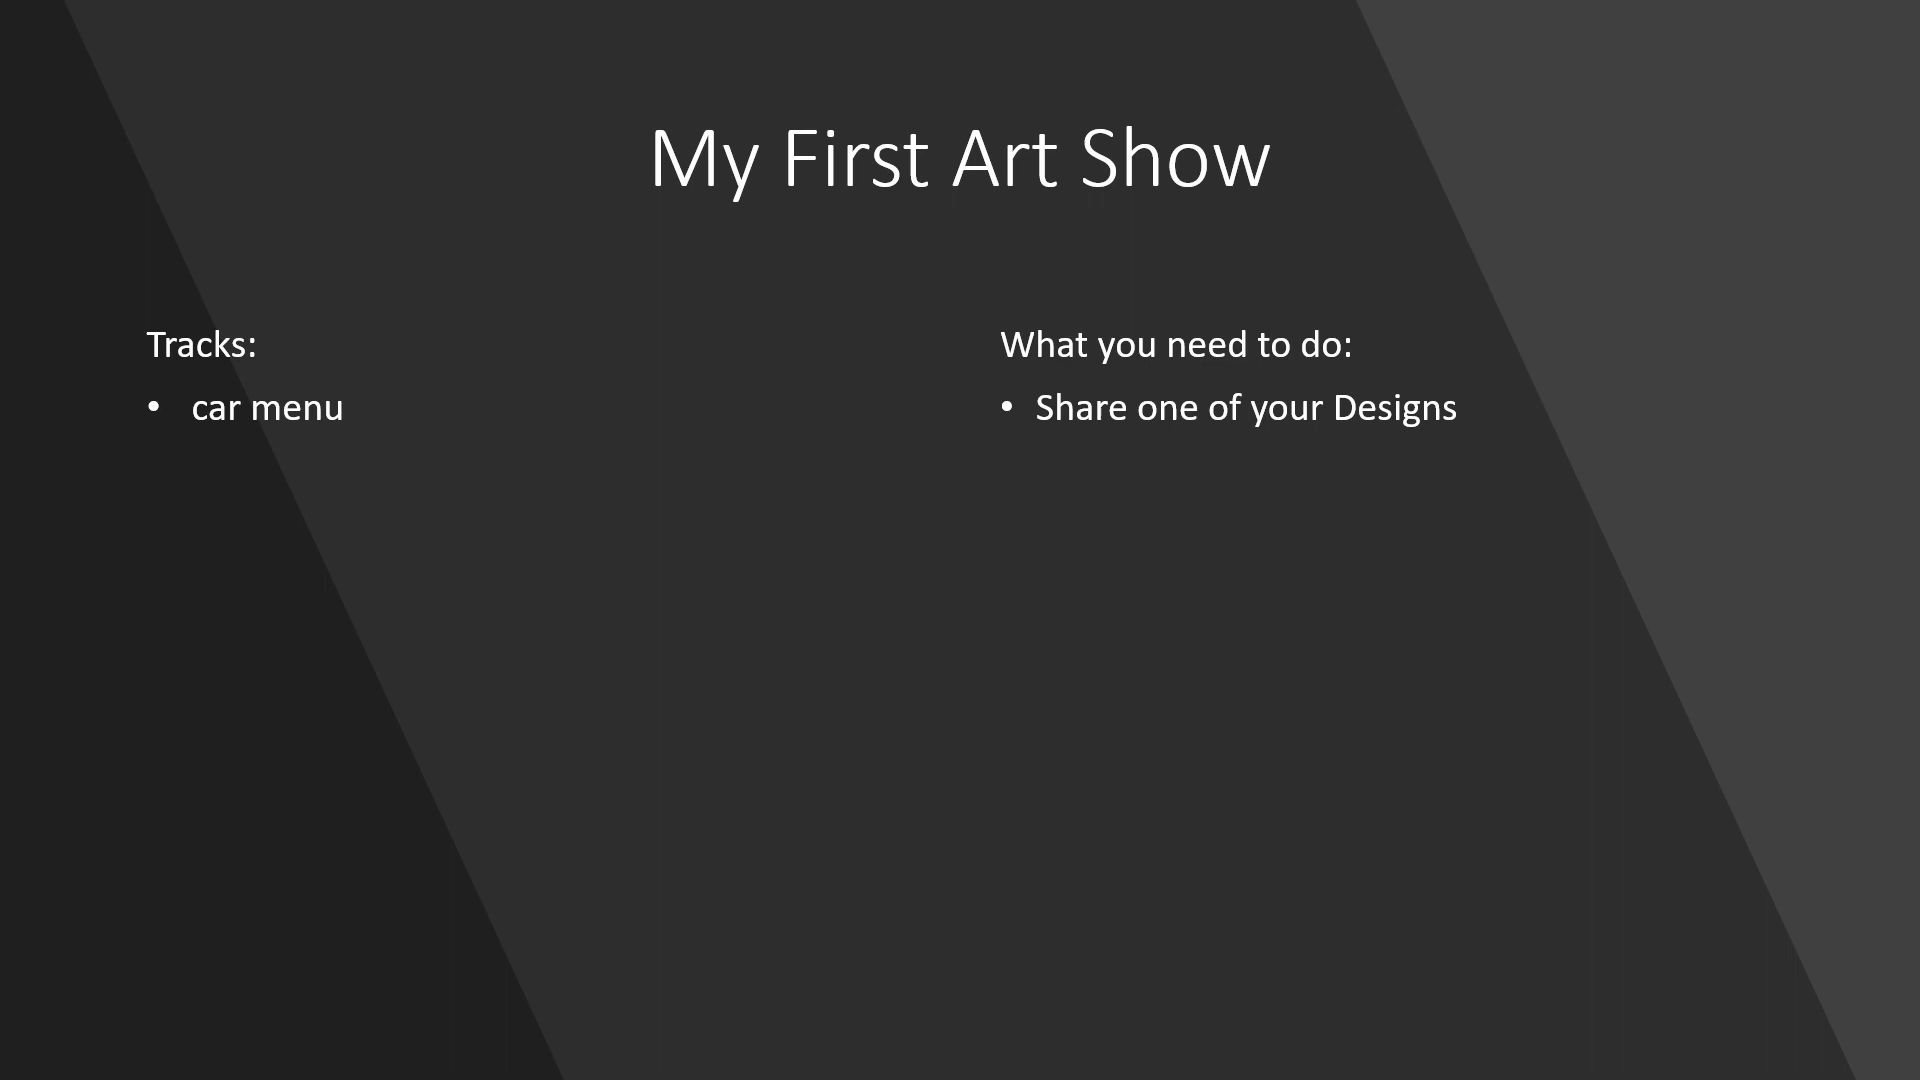 My First Art Show
Tracks:
• car menu
What you need to do:
• Share one of your Designs